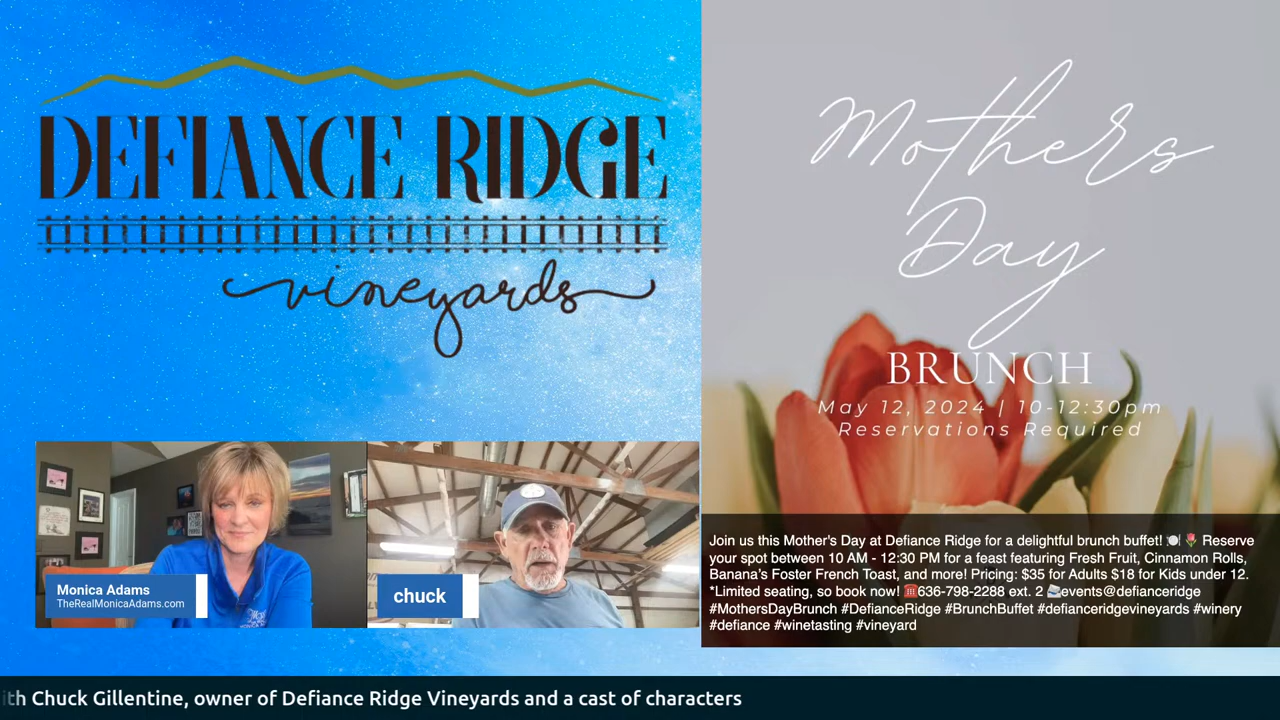 DEFIANCE RIDGE
vineyards
Mothers
Day
BRUNCH
May 12, 2024 | 10-12:30pm
Reservations Required
Join us this Mother's Day at Defiance Ridge for a delightful brunch buffet! 🍽️🌷 Reserve
your spot between 10 AM - 12:30 PM for a feast featuring Fresh Fruit, Cinnamon Rolls,
Banana's Foster French Toast, and more! Pricing: $35 for Adults $18 for Kids under 12.
*Limited seating, so book now! ☎️636-798-2288 ext. 2 📨events@defianceridge
#MothersDayBrunch #DefianceRidge #BrunchBuffet #defianceridgevineyards #winery
#defiance #winetasting #vineyard
Monica Adams
TheRealMonicaAdams.com
chuck
ith Chuck Gillentine, owner of Defiance Ridge Vineyards and a cast of characters